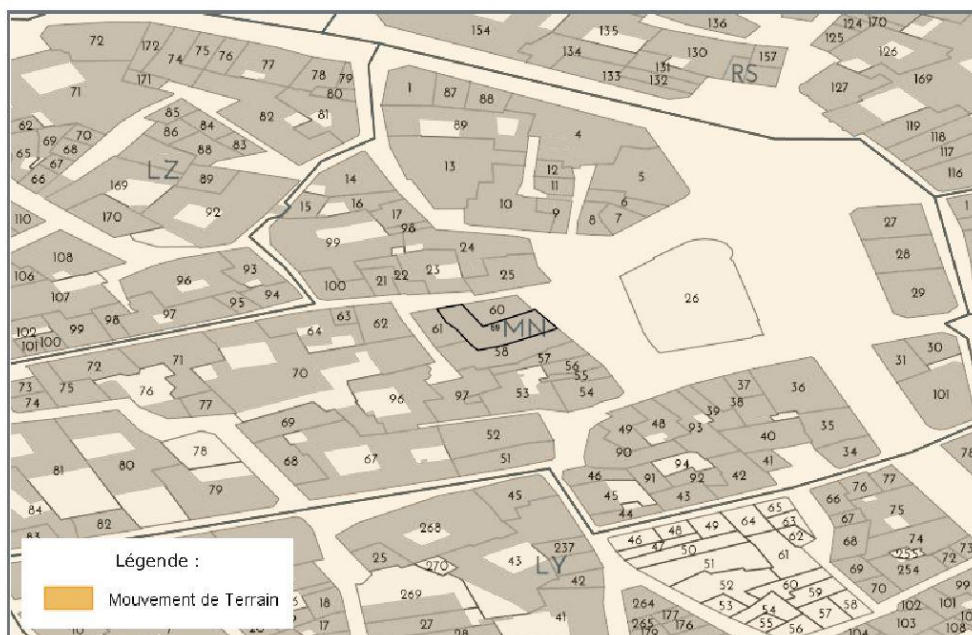 72 172 74 75 76 77 78 79 80 171 71 82 81
154 135 136 134 130 131 133 132 157 RS
124 170 125 126 169 127 119 118 117 116
1 87 88 89 4 13 12 11 5 10 9 8 6 7
62 69 70 65 68 67 66 85 86 84 88 83
169 LZ 89 92 170 110
14 15 16 17 98 99 24 23 25 22 21 100
108 106 107 96 93 94 95 97 98 99 102 101 100
27 28 29 26
60 MN 61 58 57 56 55 54 53 97
63 62 64 70 71 72 73 74 75 76 77 96
31 30 101
69 68 67 52 51
78 79 80 81 82 83 84
37 36 38 39 93 48 49 90 40 35 34 41 94 91 92 42 43 46 45 44
45 268 25 270 43 LY 237 42 269 27 28 41 18 17
46 47 48 49 50 51 52 53 54 55 56 57 58 59 60 61 62 63 64 65
66 67 68 69 70 76 77 75 74 255 254 72 73
264 265 177 176 102 101 103 108 99
Légende :
Mouvement de Terrain